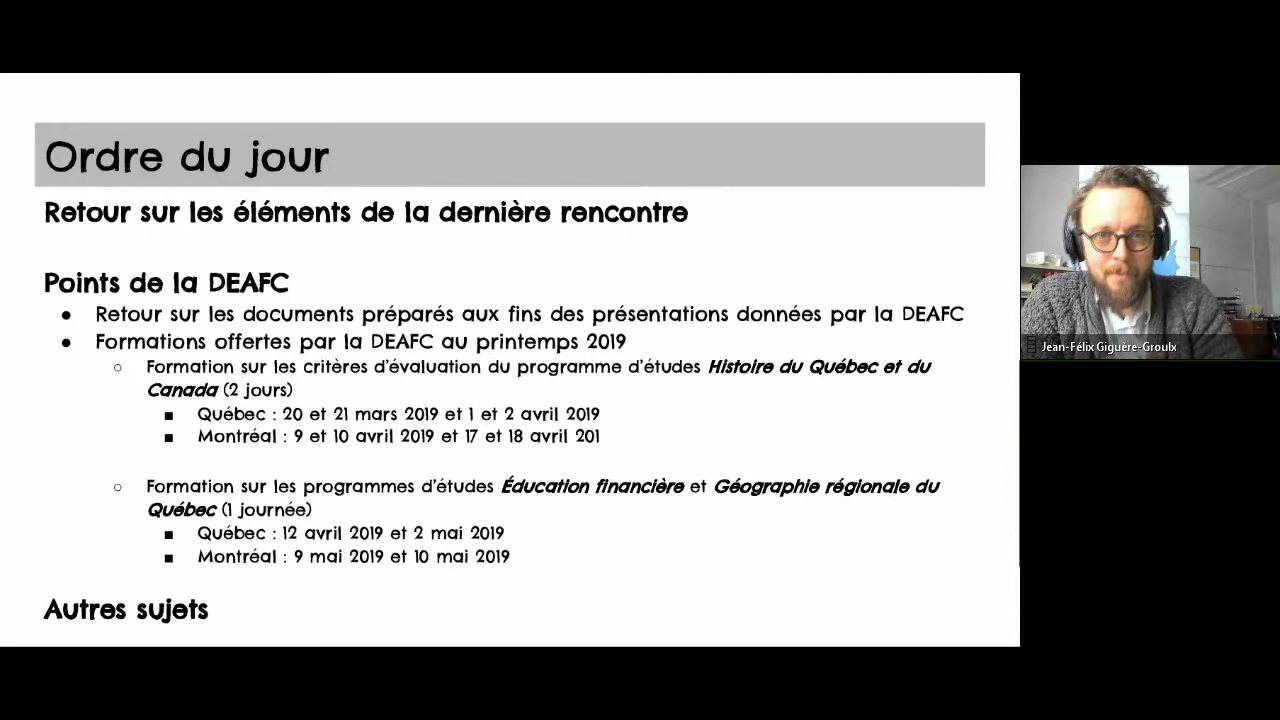 Ordre du jour
Retour sur les éléments de la dernière rencontre
Points de la DEAFC
● Retour sur les documents préparés aux fins des présentations données par la DEAFC
● Formations offertes par la DEAFC au printemps 2019
○ Formation sur les critères d'évaluation du programme d'études Histoire du Québec et du
Canada (2 jours)
■ Québec : 20 et 21 mars 2019 et 1 et 2 avril 2019
■ Montréal : 9 et 10 avril 2019 et 17 et 18 avril 201
○ Formation sur les programmes d'études Éducation financière et Géographie régionale du
Québec (1 journée)
■ Québec : 12 avril 2019 et 2 mai 2019
■ Montréal : 9 mai 2019 et 10 mai 2019
Autres sujets
Jean-Félix Giguère-Groulx